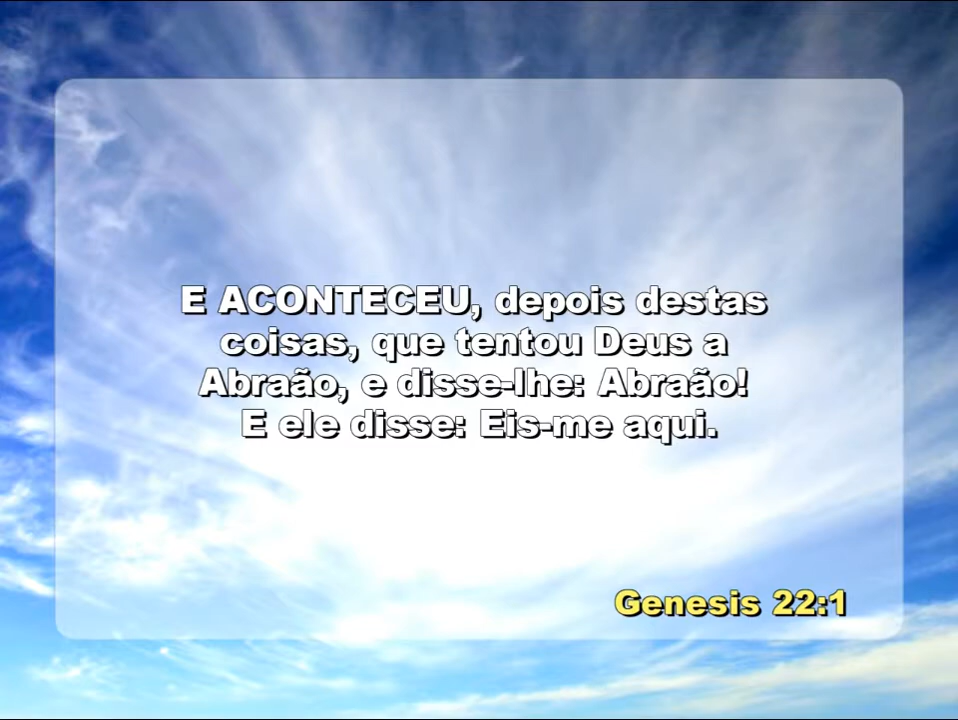 E ACONTECEU, depois destas
coisas, que tentou Deus a
Abraão, e disse-lhe: Abraão!
E ele disse: Eis-me aqui.
Genesis 22:1